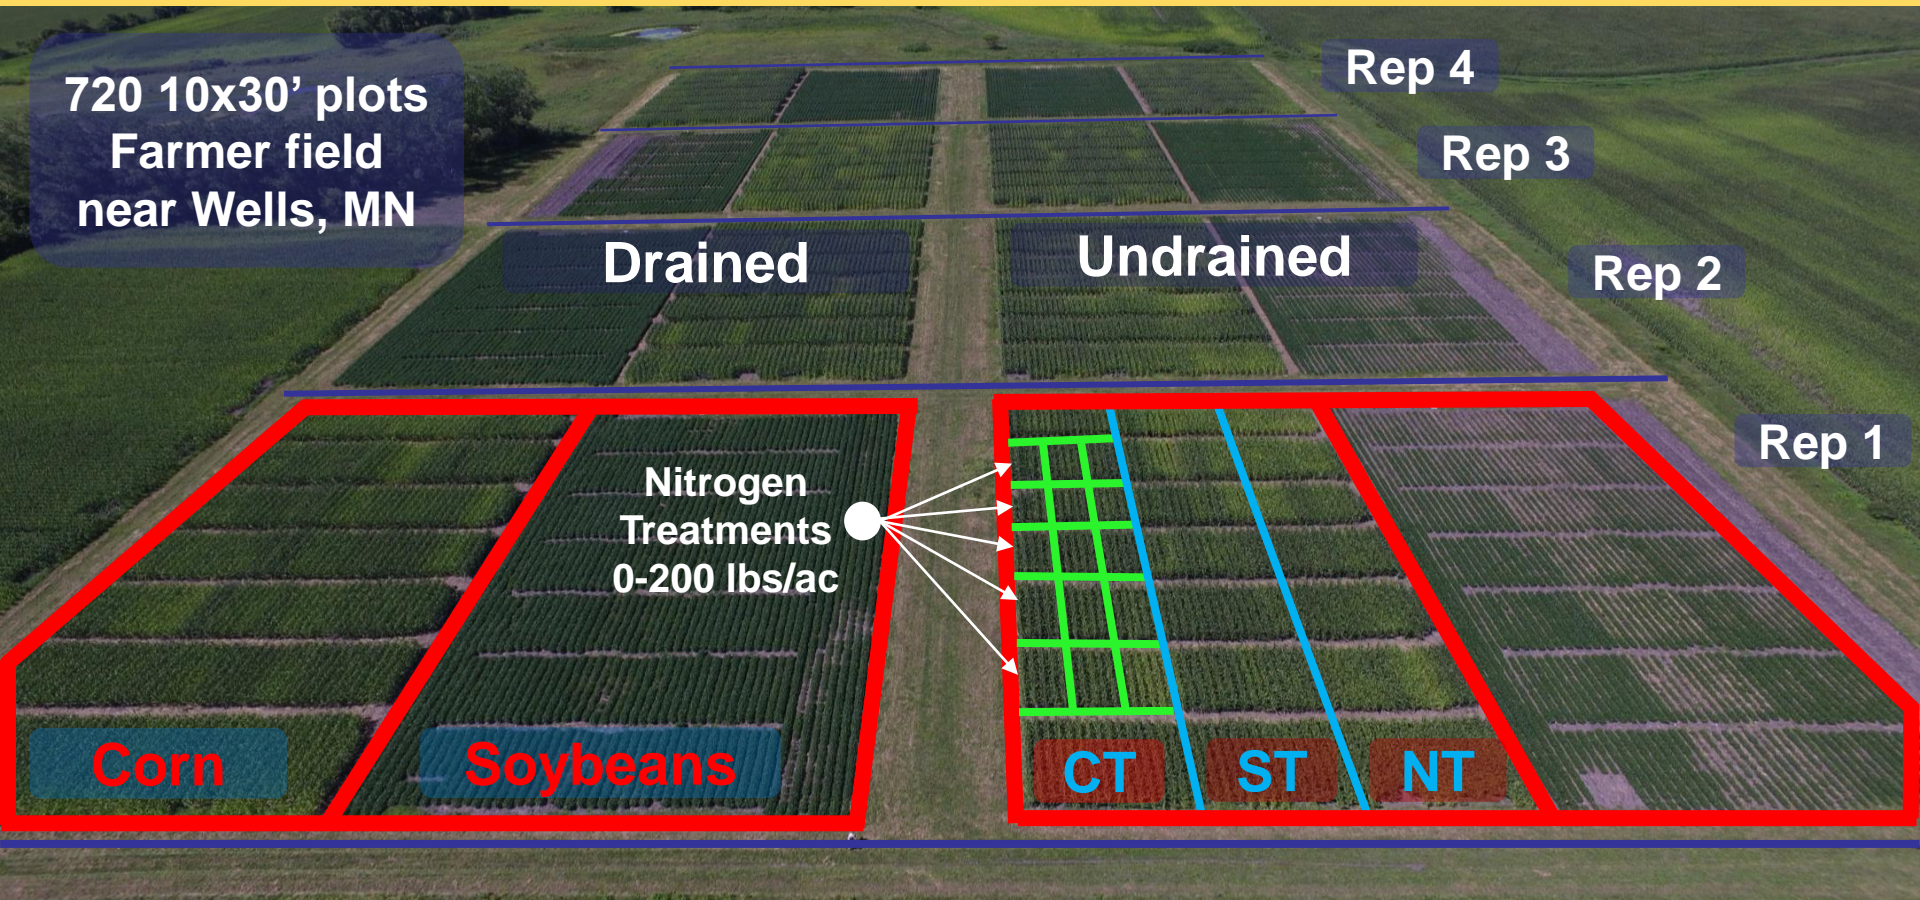 720 10x30’ plots
Farmer field
near Wells, MN
Rep 4
Rep 3
Drained
Undrained
Rep 2
Rep 1
Nitrogen
Treatments
0-200 lbs/ac
Corn
Soybeans
CT
ST
NT